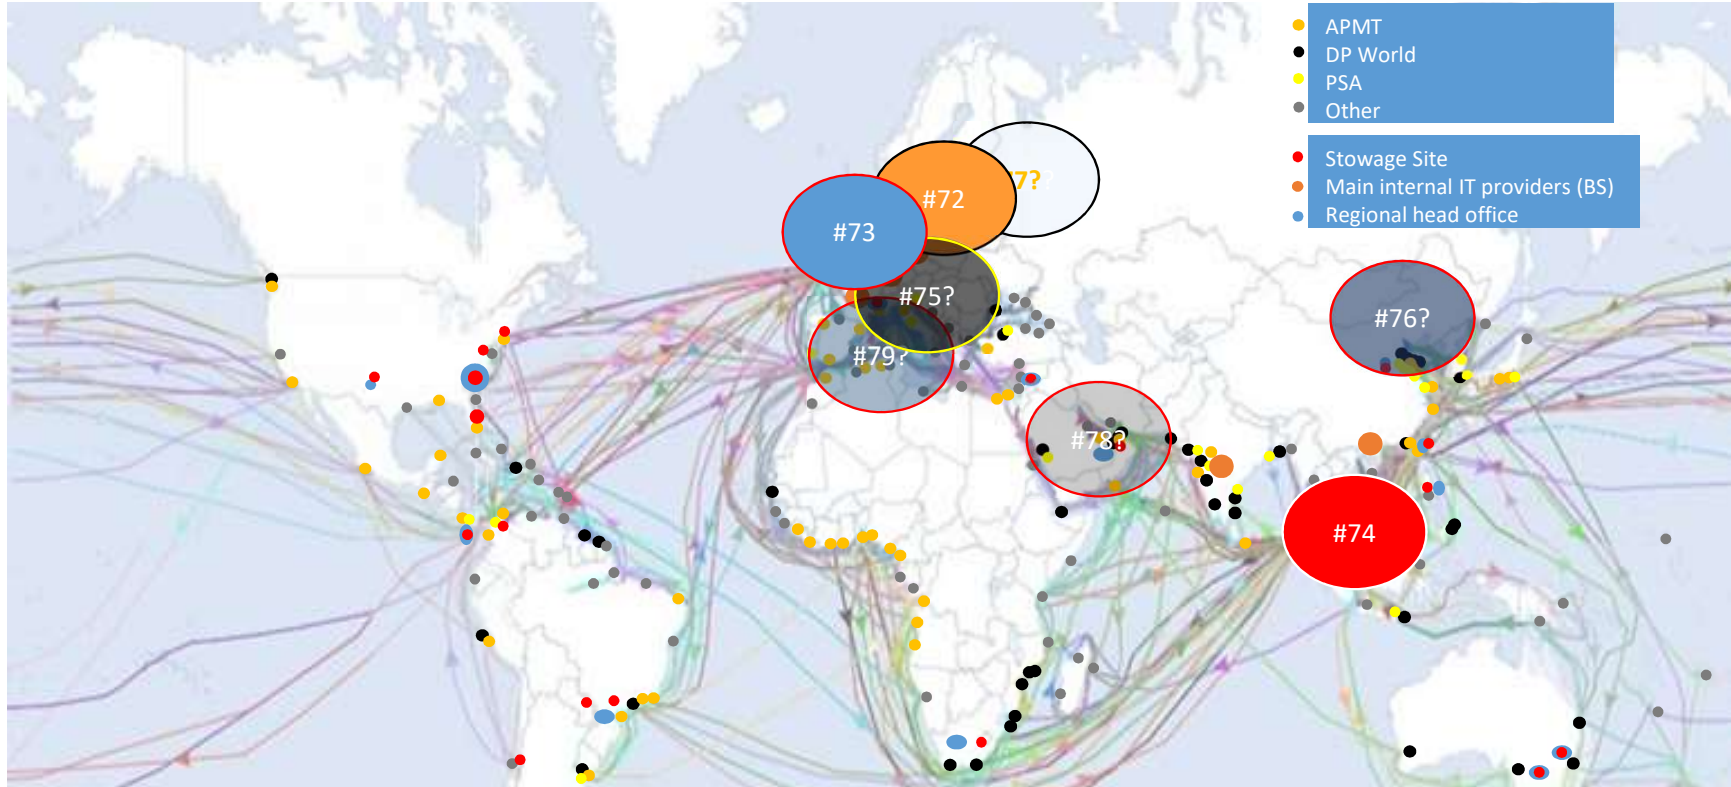 APMT
DP World
PSA
Other
Stowage Site
Main internal IT providers (BS)
Regional head office
7?
#72
#73
#75?
#76?
#79?
#78?
#74